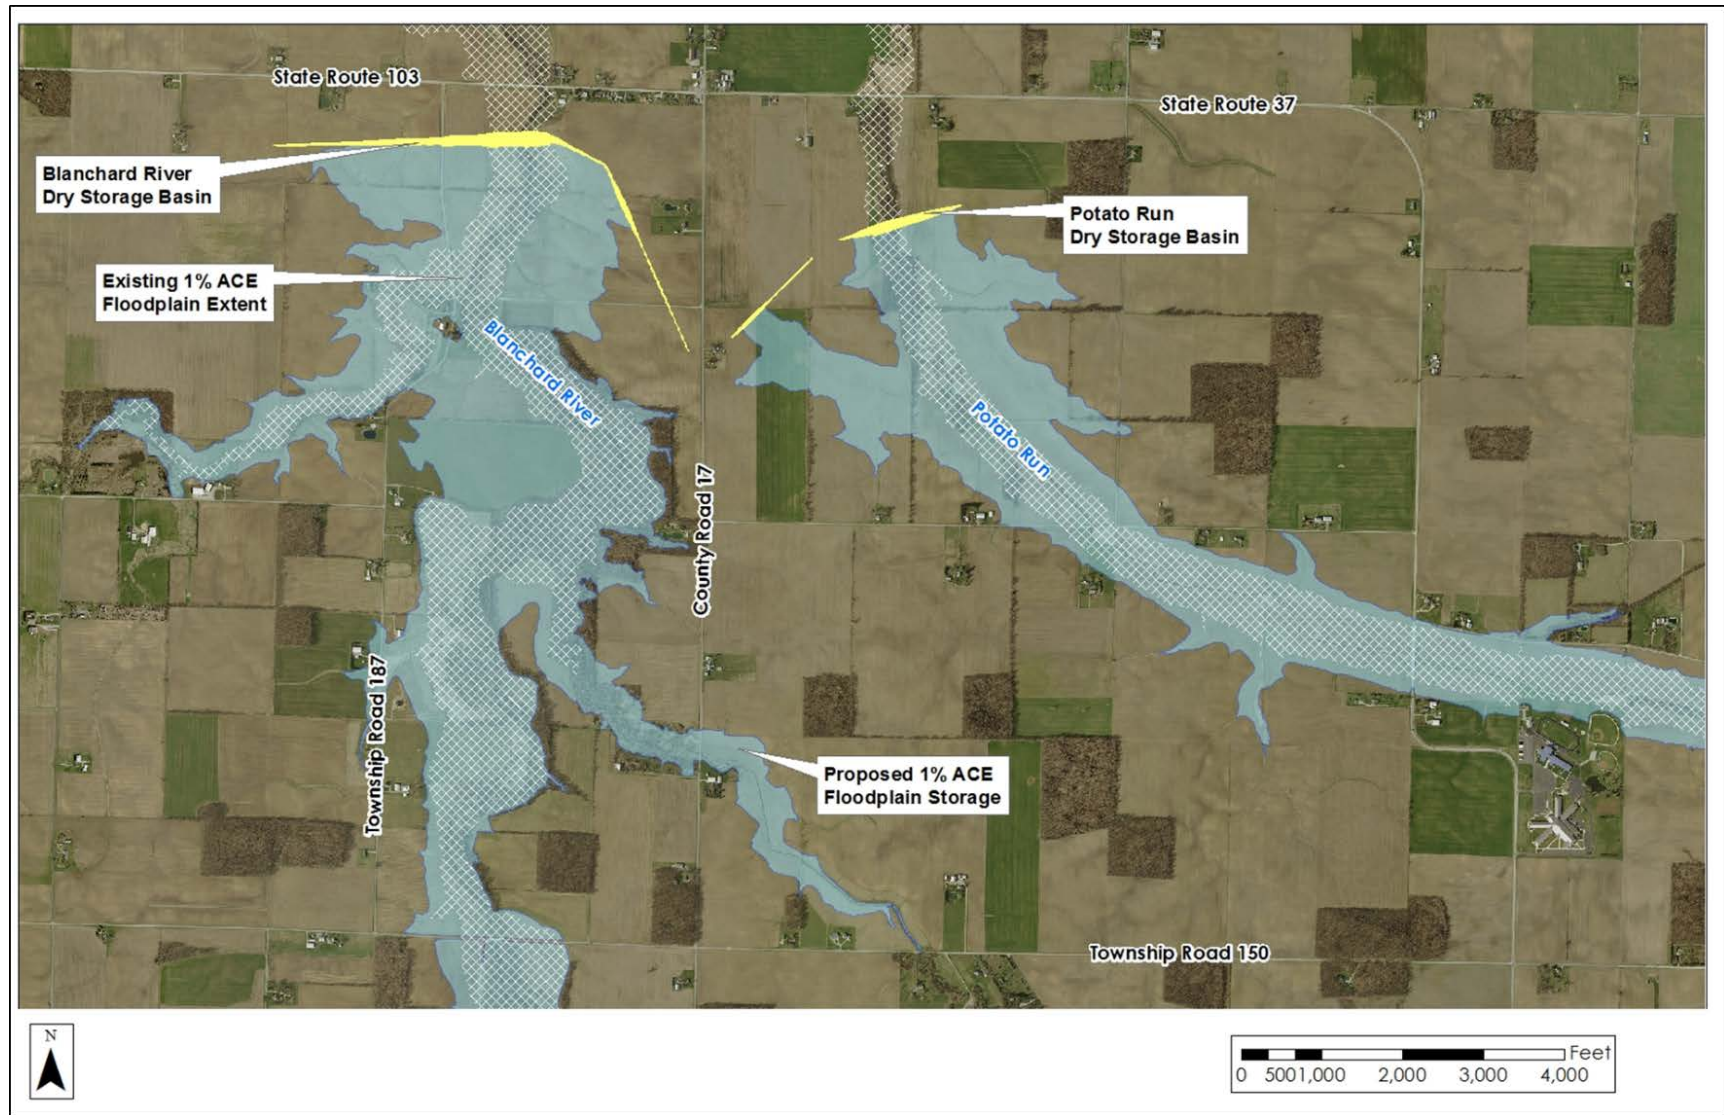 State Route 103
State Route 37
Blanchard River
Dry Storage Basin
Potato Run
Dry Storage Basin
Existing 1% ACE
Floodplain Extent
Blanchard River
Potato Run
County Road 17
Township Road 187
Proposed 1% ACE
Floodplain Storage
Township Road 150
N
Feet
0 500 1,000 2,000 3,000 4,000